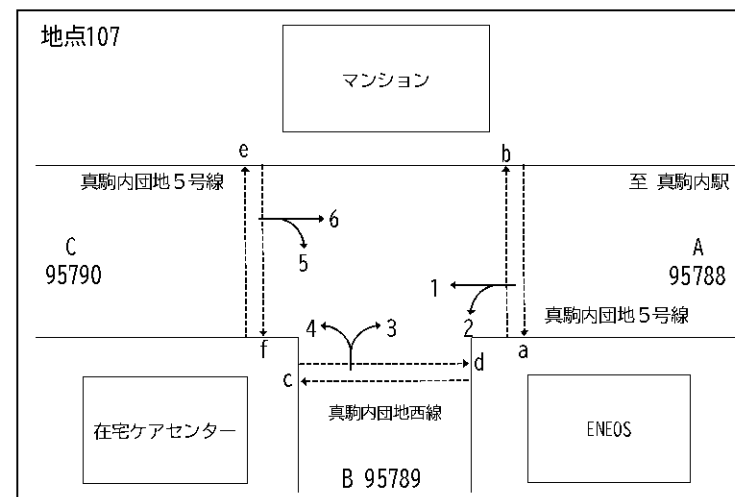 地点107
マンション
e
b
真駒内団地5号線
至 真駒内駅
6
C
95790
5
A
95788
1
2
真駒内団地5号線
4
3
f
a
d
c
真駒内団地西線
在宅ケアセンター
ENEOS
B 95789